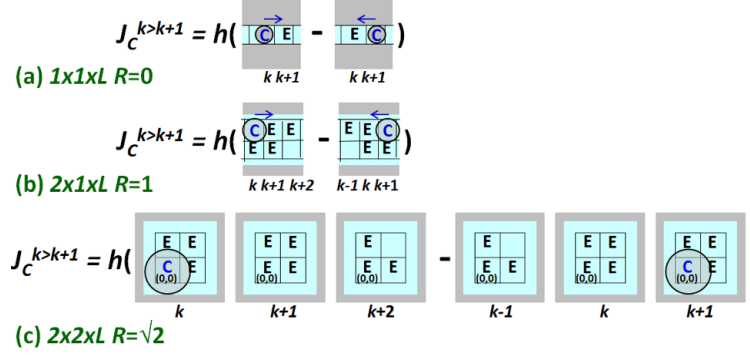 J_C^k>k+1 = h( C E - E C )
(a) 1x1xL R=0
k k+1 k k+1
J_C^k>k+1 = h( C E E - E E C )
E E E E
(b) 2x1xL R=1
k k+1 k+2 k-1 k k+1
E E E E E E E E E E
J_C^k>k+1 = h( C E E E E E - E E E E C E
(0,0) (0,0) (0,0) (0,0) (0,0) (0,0)
k k+1 k+2 k-1 k k+1
(c) 2x2xL R=√2